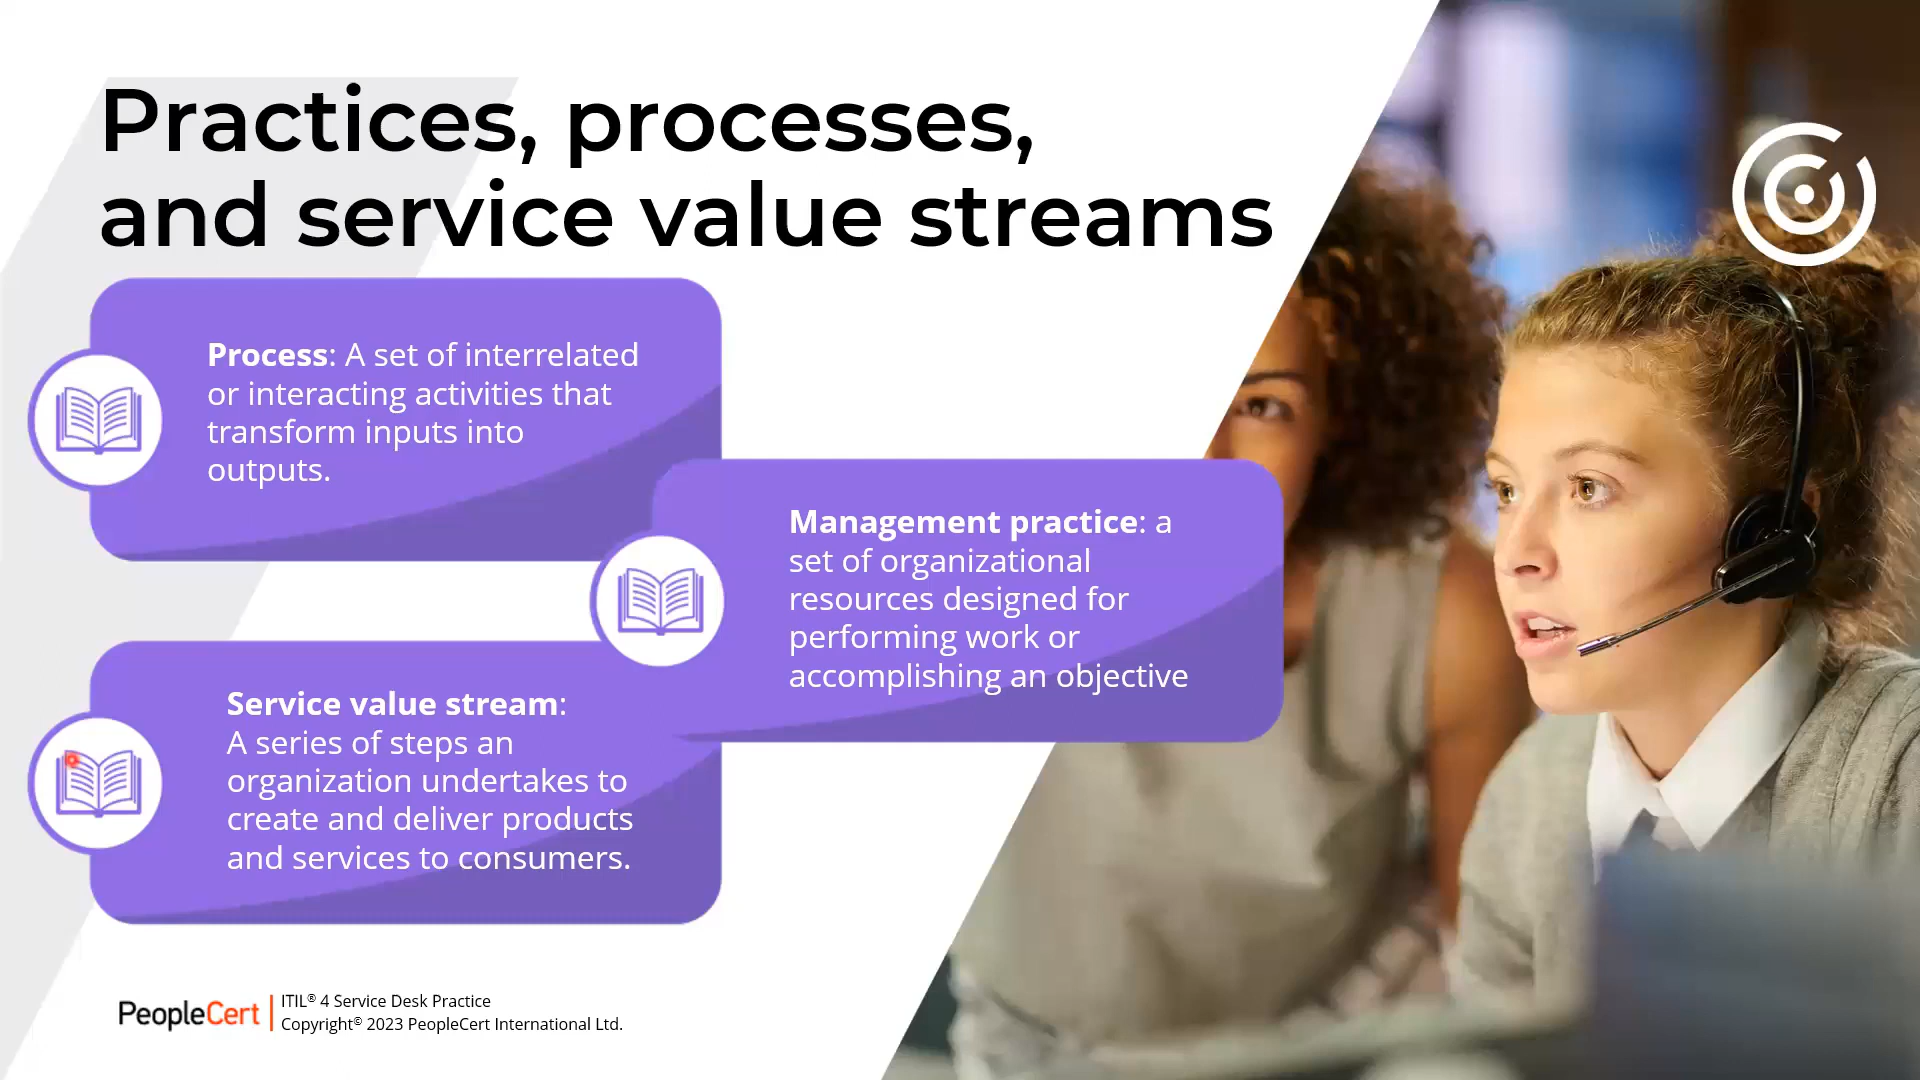 Practices, processes,
and service value streams
Process: A set of interrelated
or interacting activities that
transform inputs into
outputs.
Management practice: a
set of organizational
resources designed for
performing work or
accomplishing an objective
Service value stream:
A series of steps an
organization undertakes to
create and deliver products
and services to consumers.
PeopleCert
ITIL® 4 Service Desk Practice
Copyright© 2023 PeopleCert International Ltd.